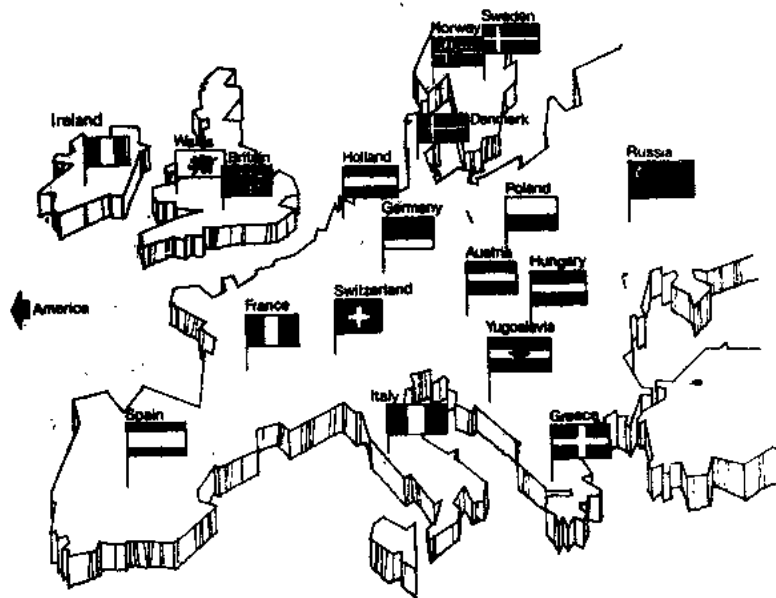 Sweden
Norway
Ireland
Denmark
Wales
Britain
Holland
Russia
Poland
Germany
Austria
Hungary
America
France
Switzerland
Yugoslavia
Italy
Spain
Greece